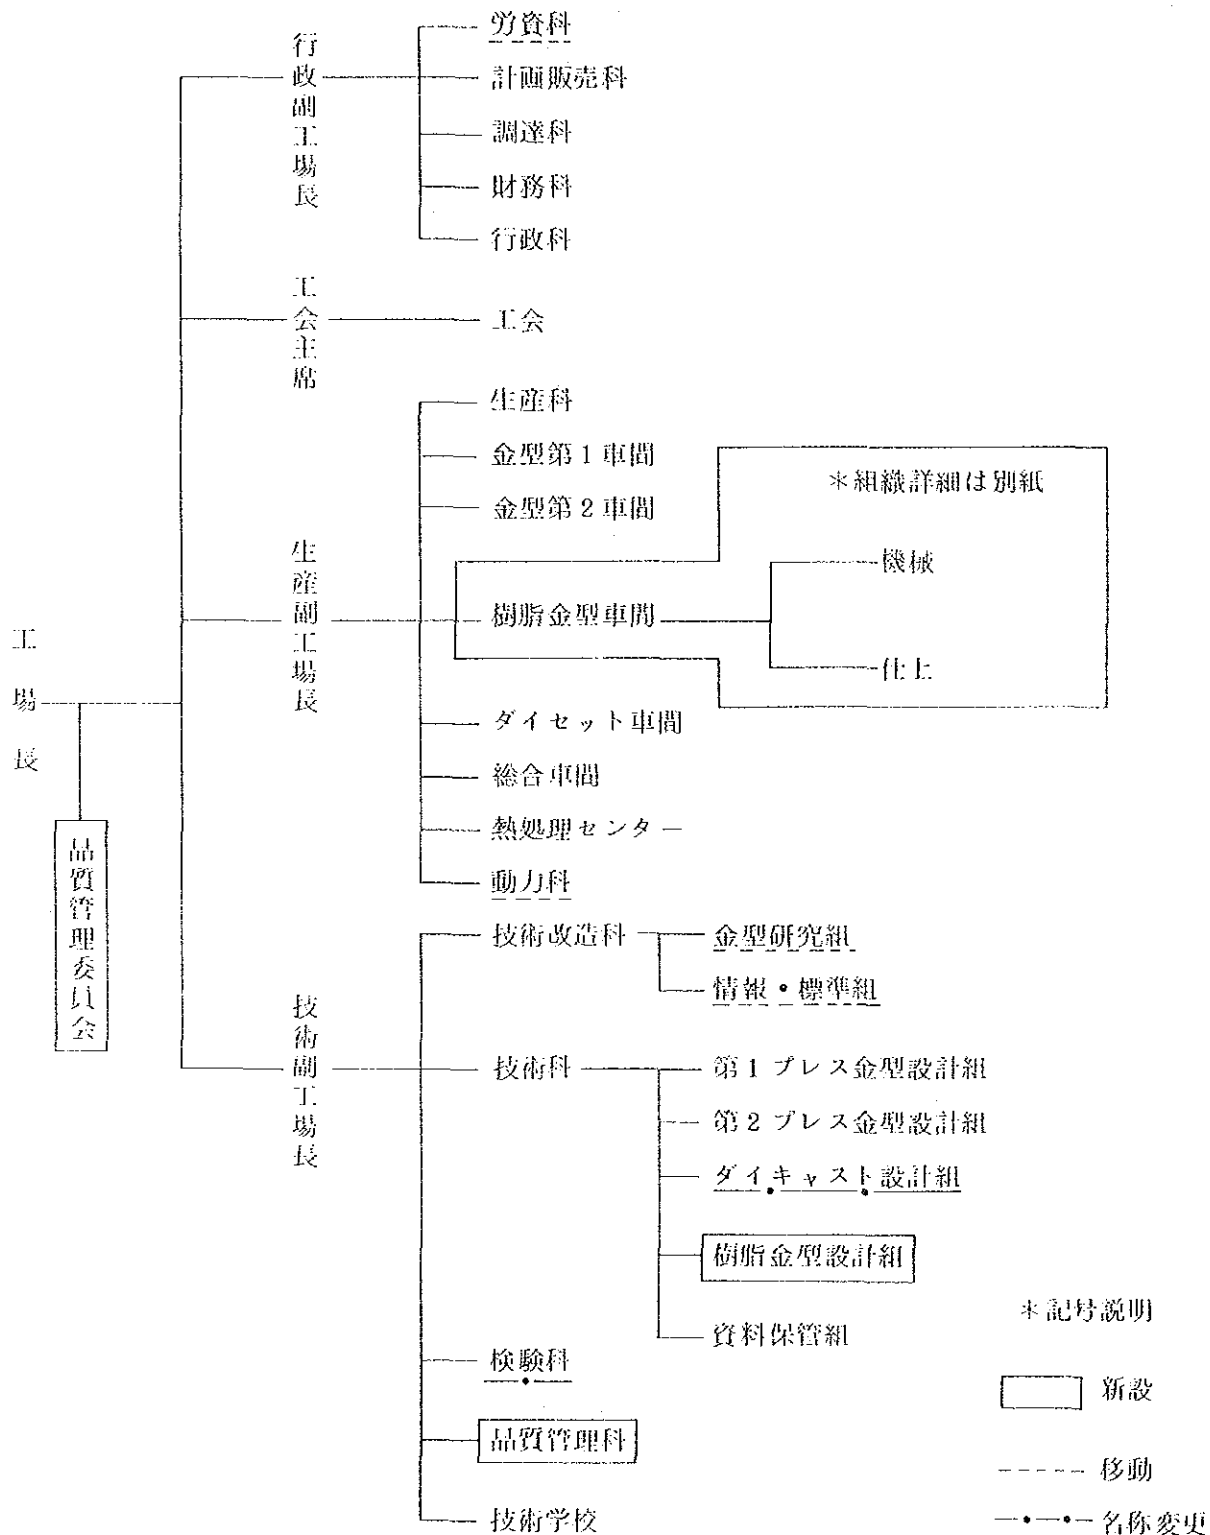 工場長
品質管理委員会
行政副工場長
労資科
計画販売科
調達科
財務科
行政科
工会主席
工会
生産副工場長
生産科
金型第1車間
金型第2車間
樹脂金型車間
*組織詳細は別紙
機械
仕上
ダイセット車間
総合車間
熱処理センター
動力科
技術副工場長
技術改造科
金型研究組
情報・標準組
技術科
第1プレス金型設計組
第2プレス金型設計組
ダイキャスト設計組
樹脂金型設計組
資料保管組
検験科
品質管理科
技術学校
*記号説明
新設
移動
名称変更